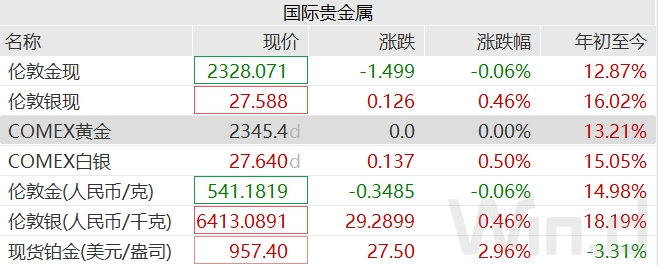 国际贵金属
名称 现价 涨跌 涨跌幅 年初至今
伦敦金现 2328.071 -1.499 -0.06% 12.87%
伦敦银现 27.588 0.126 0.46% 16.02%
COMEX黄金 2345.4d 0.0 0.00% 13.21%
COMEX白银 27.640d 0.137 0.50% 15.05%
伦敦金(人民币/克) 541.1819 -0.3485 -0.06% 14.98%
伦敦银(人民币/千克) 6413.0891 29.2899 0.46% 18.19%
现货铂金(美元/盎司) 957.40 27.50 2.96% -3.31%